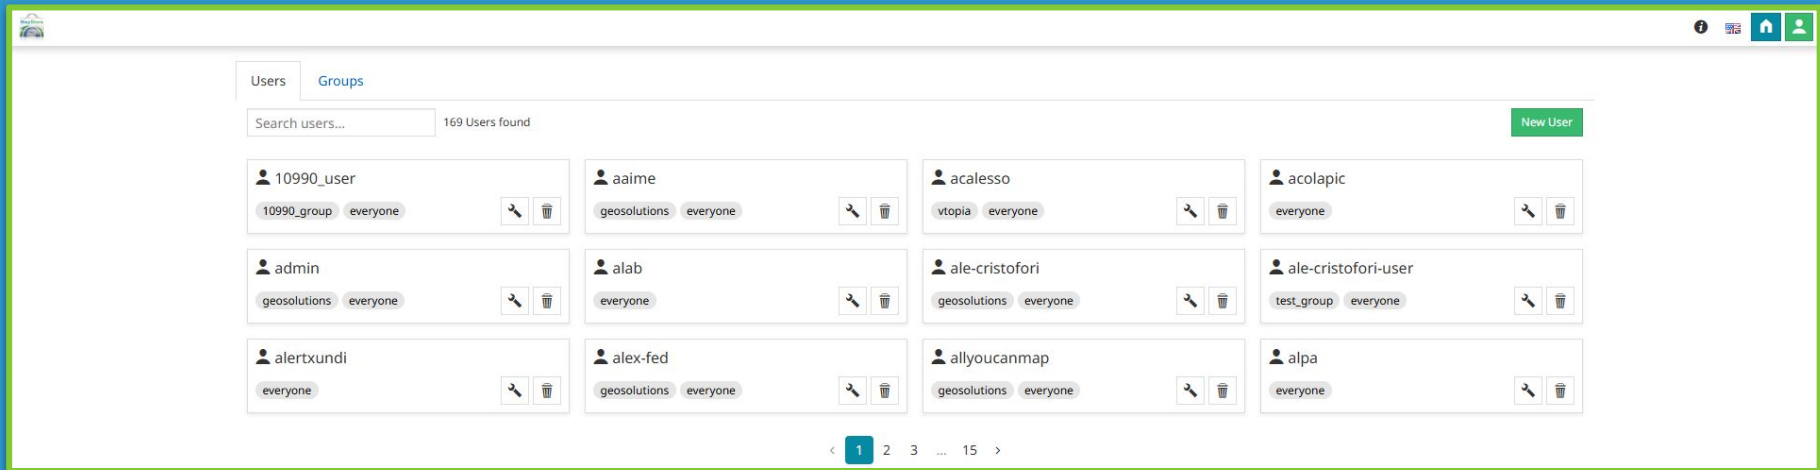 MapStore
Users Groups
Search users... 169 Users found New User
10990_user aaime acalesso acolapic
10990_group everyone geosolutions everyone vtopia everyone everyone
admin alab ale-cristofori ale-cristofori-user
geosolutions everyone everyone geosolutions everyone test_group everyone
alertxundi alex-fed allyoucanmap alpa
everyone geosolutions everyone geosolutions everyone everyone
‹ 1 2 3 ... 15 ›